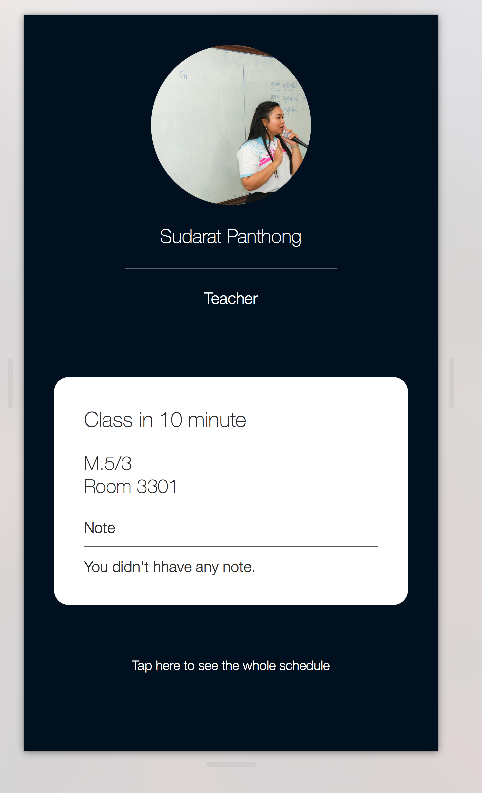 Sudarat Panthong
Teacher
Class in 10 minute
M.5/3
Room 3301
Note
You didn't hhave any note.
Tap here to see the whole schedule